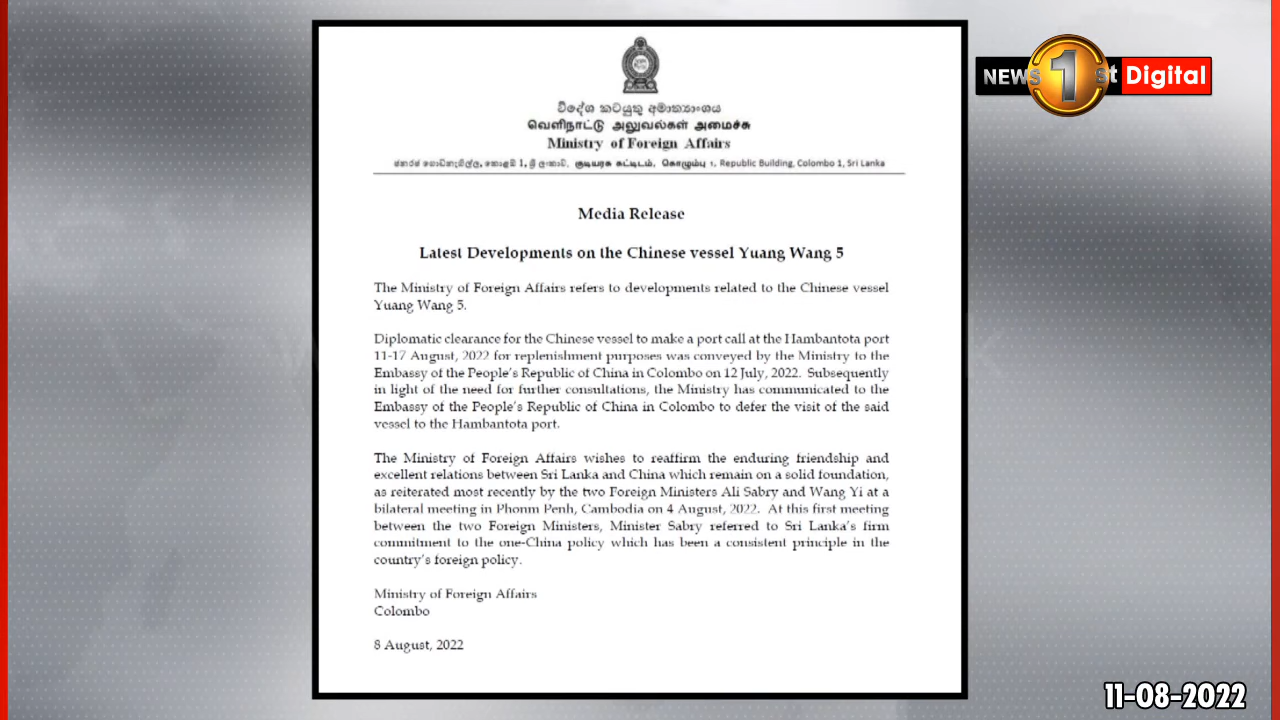 විදේශ කටයුතු අමාත්‍යාංශය
வெளிநாட்டு அலுவல்கள் அமைச்சு
Ministry of Foreign Affairs
ශ්‍රී ලංකාව, குடியரசு கட்டிடம், கொழும்பு 1, Republic Building, Colombo 1, Sri Lanka
NEWS 1st Digital
Media Release
Latest Developments on the Chinese vessel Yuang Wang 5
The Ministry of Foreign Affairs refers to developments related to the Chinese vessel
Yuang Wang 5.
Diplomatic clearance for the Chinese vessel to make a port call at the Hambantota port
11-17 August, 2022 for replenishment purposes was conveyed by the Ministry to the
Embassy of the People's Republic of China in Colombo on 12 July, 2022. Subsequently
in light of the need for further consultations, the Ministry has communicated to the
Embassy of the People's Republic of China in Colombo to defer the visit of the said
vessel to the Hambantota port.
The Ministry of Foreign Affairs wishes to reaffirm the enduring friendship and
excellent relations between Sri Lanka and China which remain on a solid foundation,
as reiterated most recently by the two Foreign Ministers Ali Sabry and Wang Yi at a
bilateral meeting in Phonm Penh, Cambodia on 4 August, 2022. At this first meeting
between the two Foreign Ministers, Minister Sabry referred to Sri Lanka's firm
commitment to the one-China policy which has been a consistent principle in the
country's foreign policy.
Ministry of Foreign Affairs
Colombo
8 August, 2022
11-08-2022